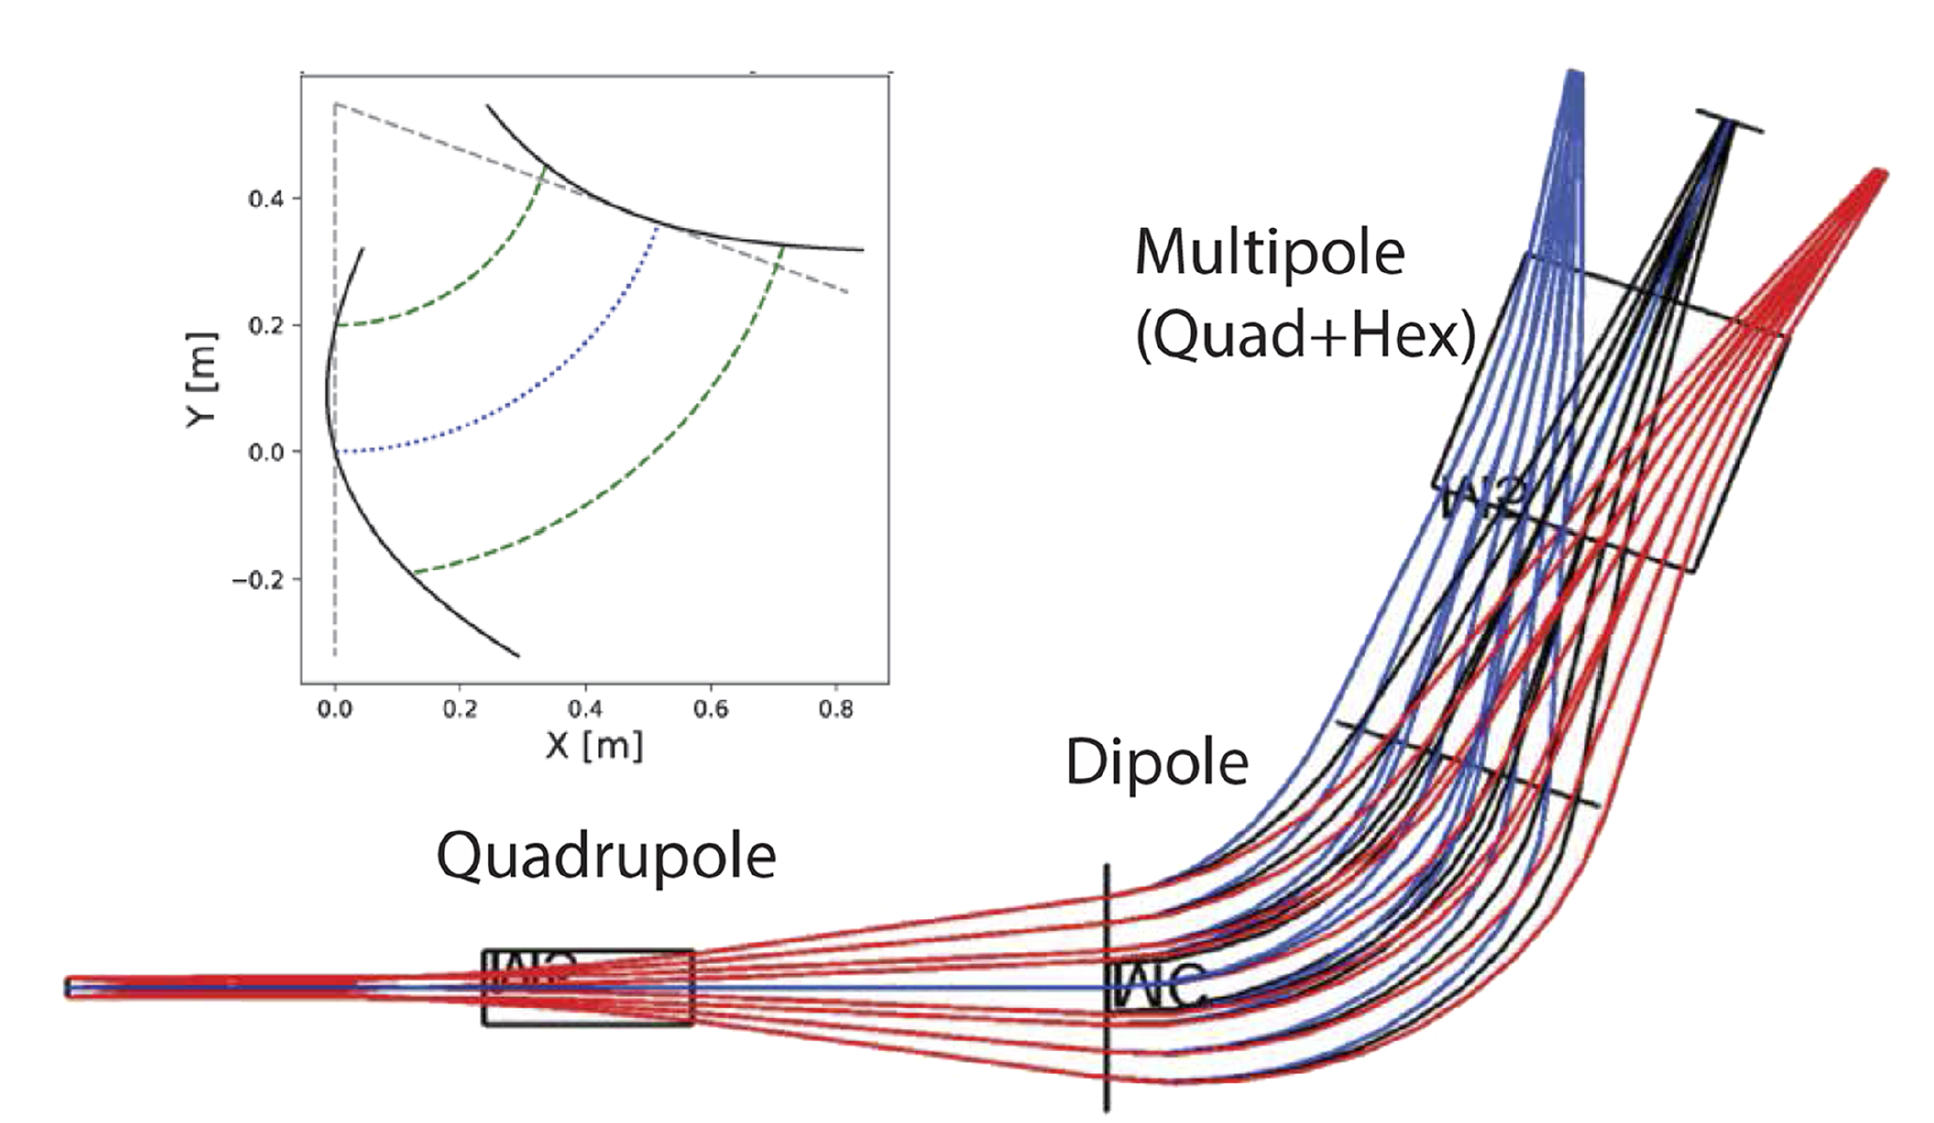 0.4
0.2
0.0
−0.2
Y [m]
0.0 0.2 0.4 0.6 0.8
X [m]
Multipole
(Quad+Hex)
Dipole
Quadrupole